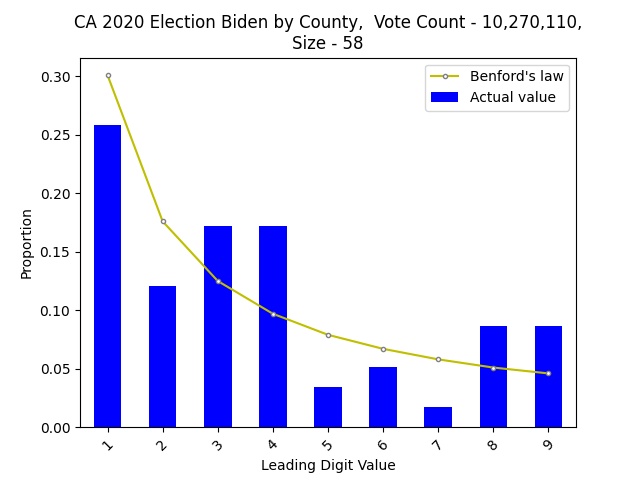 CA 2020 Election Biden by County,  Vote Count - 10,270,110,
Size - 58
Benford's law
Actual value
Proportion
0.30
0.25
0.20
0.15
0.10
0.05
0.00
1 2 3 4 5 6 7 8 9
Leading Digit Value